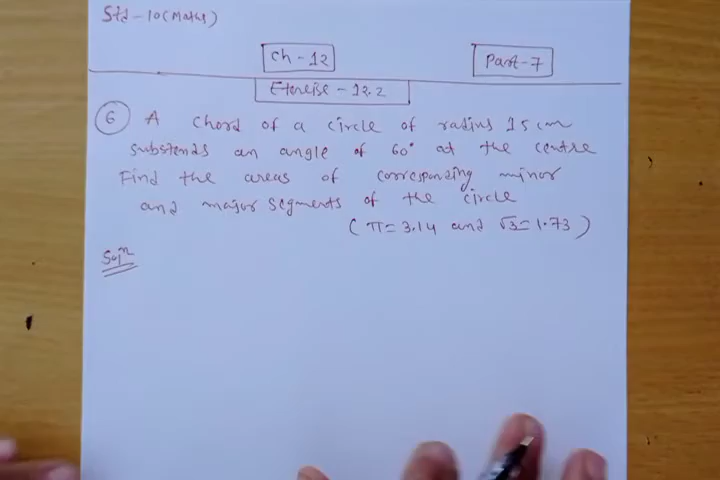 Std-10(Maths)
Ch-12
Part-7
Exercise-12.2
6 A chord of a circle of radius 15 cm
substends an angle of 60° at the centre
Find the areas of corresponding minor
and major segments of the circle
(π=3.14 and √3=1.73)
Solⁿ